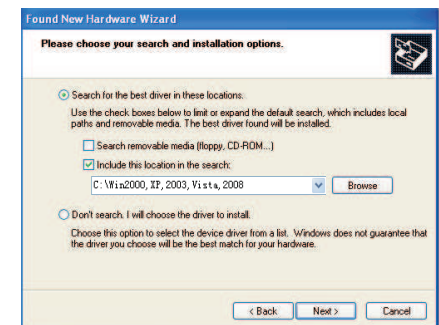 Found New Hardware Wizard
Please choose your search and installation options.
Search for the best driver in these locations.
Use the check boxes below to limit or expand the default search, which includes local
paths and removable media. The best driver found will be installed.
Search removable media (floppy, CD-ROM...)
Include this location in the search:
C:\Win2000, XP, 2003, Vista, 2008
Browse
Don't search. I will choose the driver to install.
Choose this option to select the device driver from a list. Windows does not guarantee that
the driver you choose will be the best match for your hardware.
< Back Next > Cancel